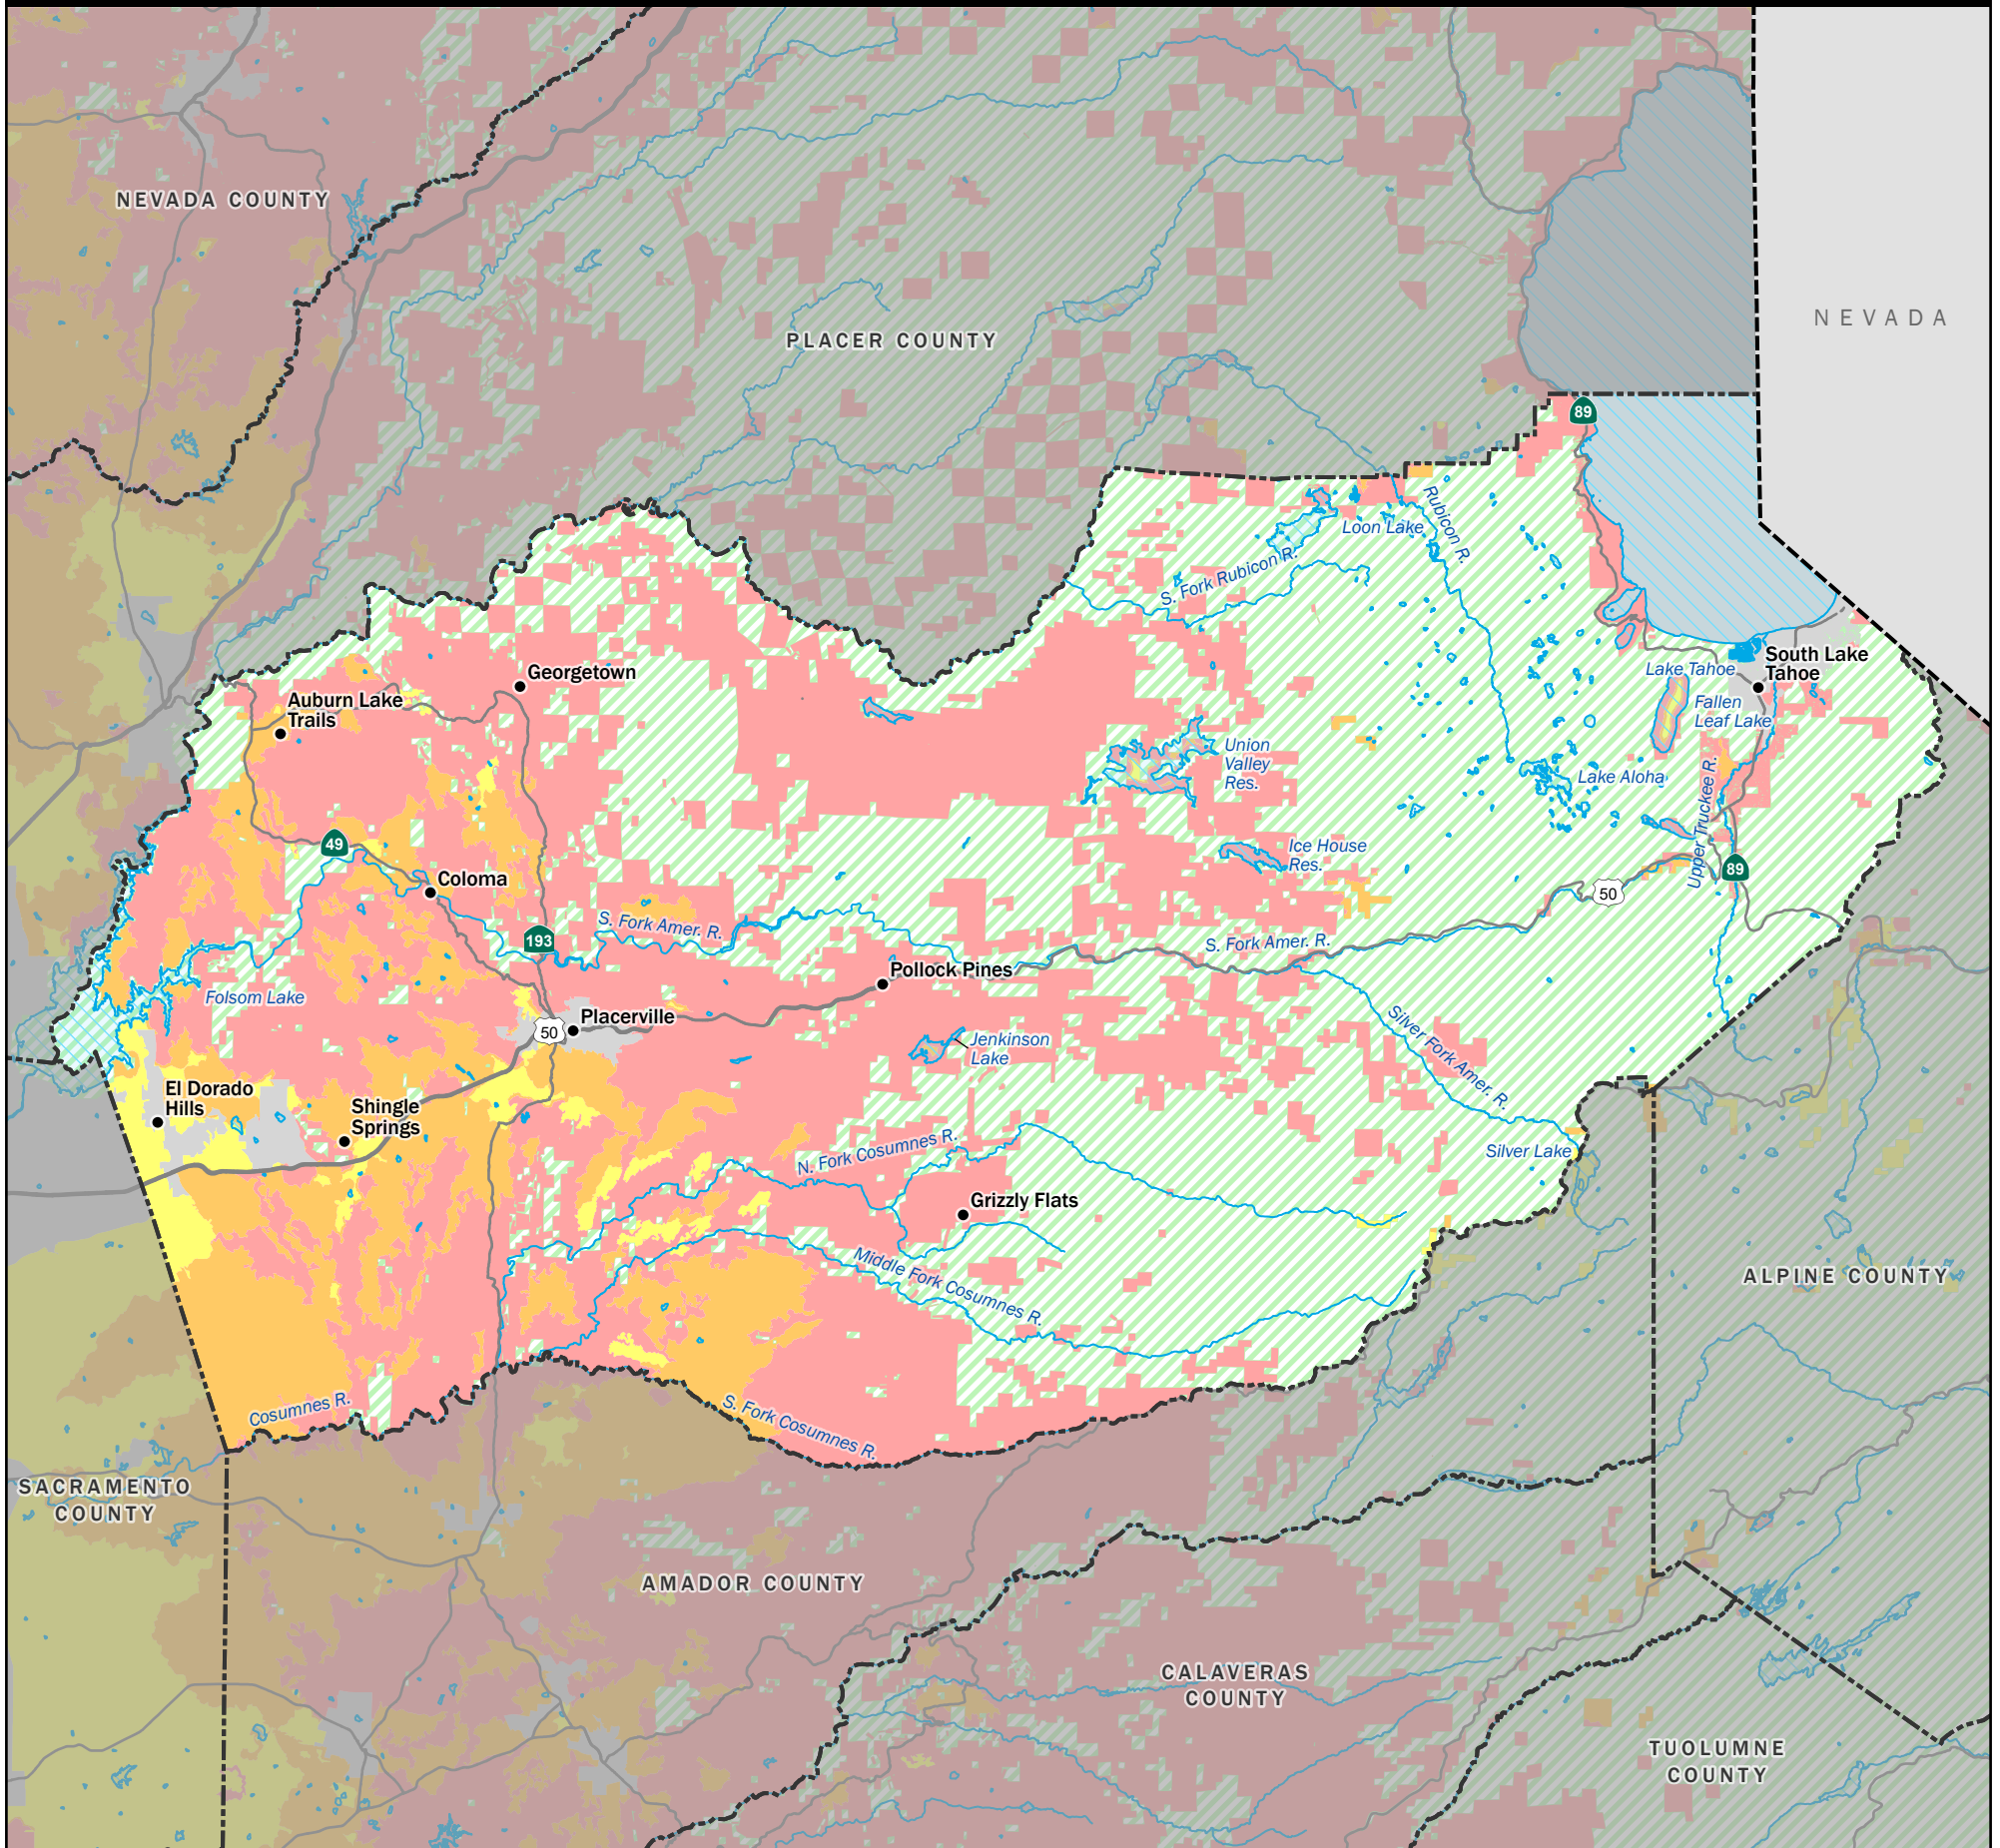 NEVADA COUNTY
NEVADA
PLACER COUNTY
89
Rubicon R.
Loon Lake
S. Fork Rubicon R.
Georgetown
South Lake
Tahoe
Lake Tahoe
Auburn Lake
Trails
Fallen
Leaf Lake
Union
Valley
Res.
Lake Aloha
Upper Truckee R.
49
Ice House
Res.
89
Coloma
50
S. Fork Amer. R.
193
S. Fork Amer. R.
Pollock Pines
Folsom Lake
Placerville
50
Silver Fork Amer. R.
Jenkinson
Lake
El Dorado
Hills
Shingle
Springs
N. Fork Cosumnes R.
Silver Lake
Grizzly Flats
Middle Fork Cosumnes R.
ALPINE COUNTY
Cosumnes R.
S. Fork Cosumnes R.
SACRAMENTO
COUNTY
AMADOR COUNTY
CALAVERAS
COUNTY
TUOLUMNE
COUNTY